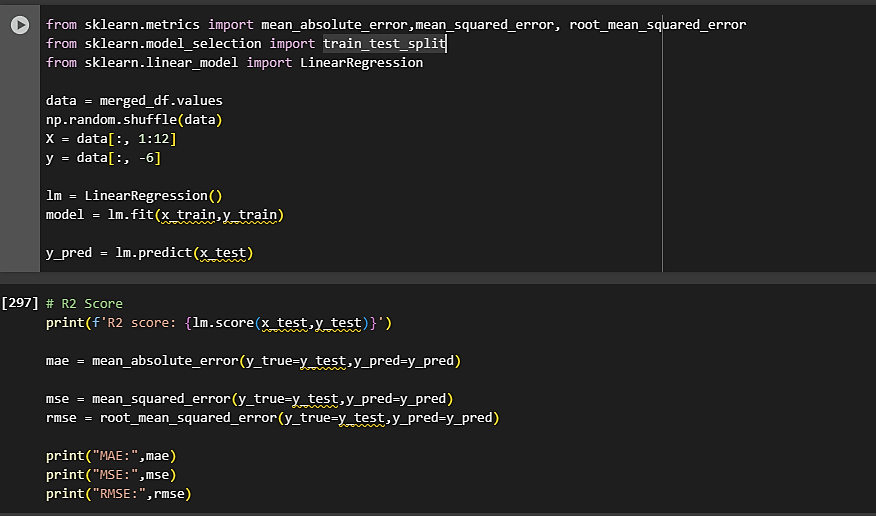 from sklearn.metrics import mean_absolute_error,mean_squared_error, root_mean_squared_error
from sklearn.model_selection import train_test_split
from sklearn.linear_model import LinearRegression
data = merged_df.values
np.random.shuffle(data)
X = data[:, 1:12]
y = data[:, -6]
lm = LinearRegression()
model = lm.fit(x_train,y_train)
y_pred = lm.predict(x_test)
[297] # R2 Score
print(f'R2 score: {lm.score(x_test,y_test)}')
mae = mean_absolute_error(y_true=y_test,y_pred=y_pred)
mse = mean_squared_error(y_true=y_test,y_pred=y_pred)
rmse = root_mean_squared_error(y_true=y_test,y_pred=y_pred)
print("MAE:",mae)
print("MSE:",mse)
print("RMSE:",rmse)